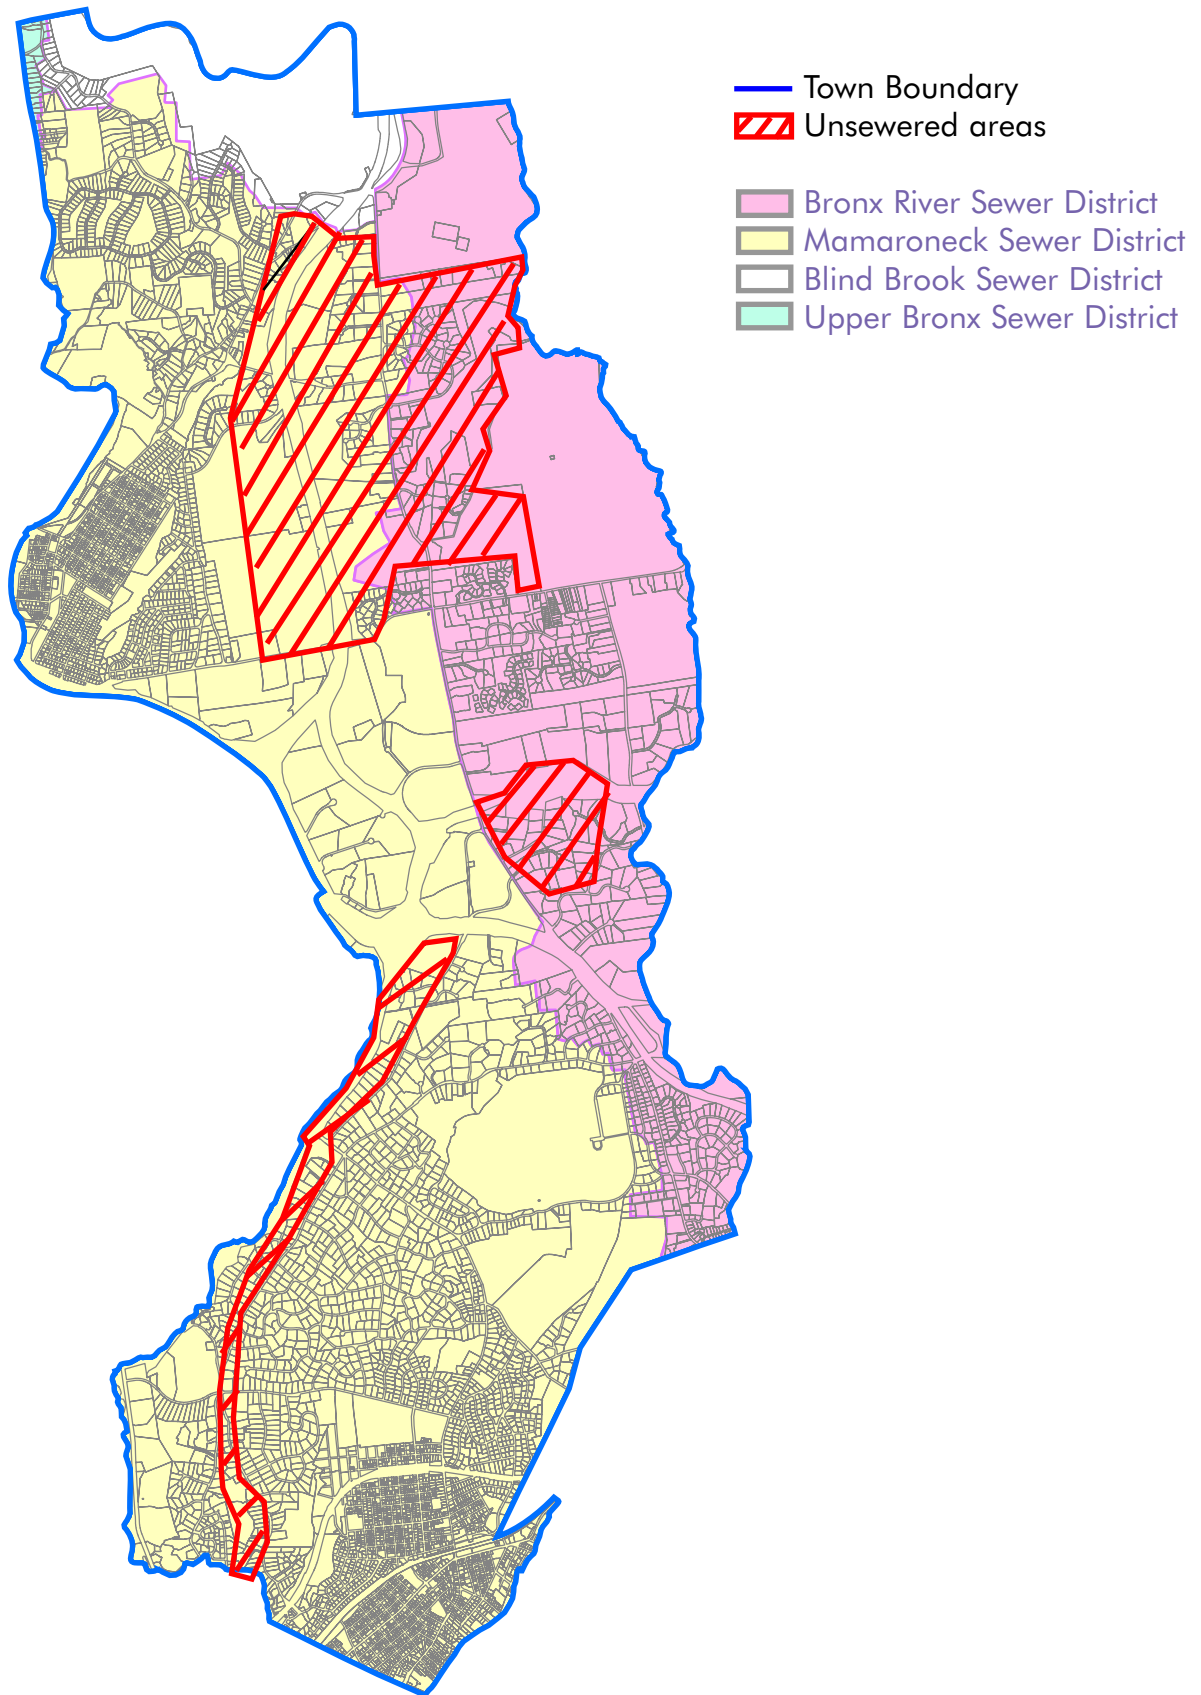 Town Boundary
Unsewered areas
Bronx River Sewer District
Mamaroneck Sewer District
Blind Brook Sewer District
Upper Bronx Sewer District